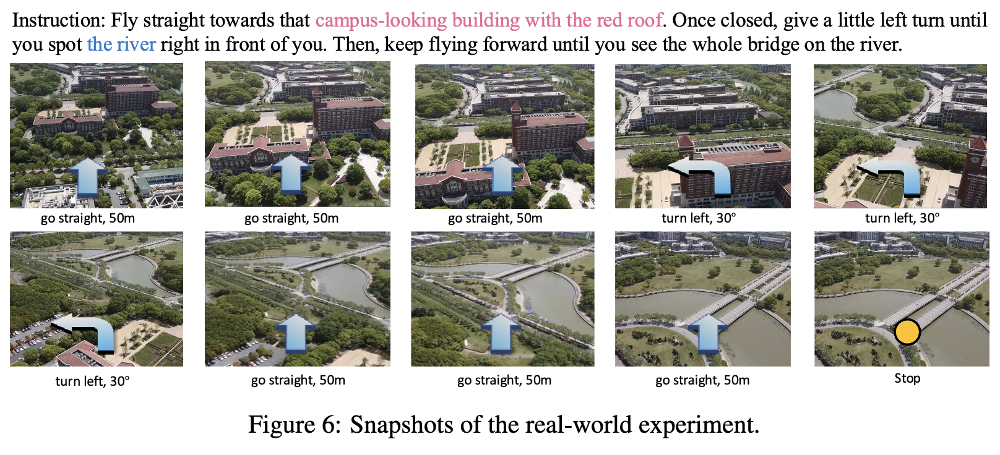 Instruction: Fly straight towards that campus-looking building with the red roof. Once closed, give a little left turn until
you spot the river right in front of you. Then, keep flying forward until you see the whole bridge on the river.
go straight, 50m
go straight, 50m
go straight, 50m
turn left, 30°
turn left, 30°
turn left, 30°
go straight, 50m
go straight, 50m
go straight, 50m
Stop
Figure 6: Snapshots of the real-world experiment.